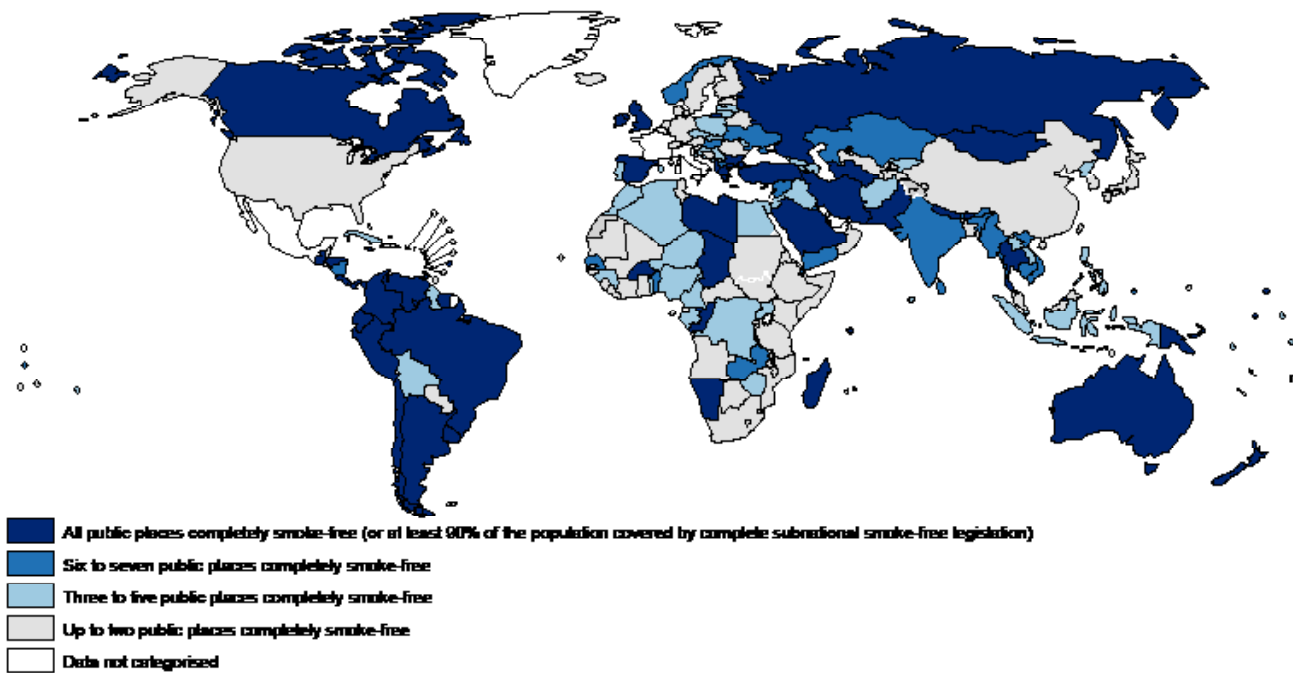 All public places completely smoke-free (or at least 90% of the population covered by complete subnational smoke-free legislation)
Six to seven public places completely smoke-free
Three to five public places completely smoke-free
Up to two public places completely smoke-free
Data not categorised